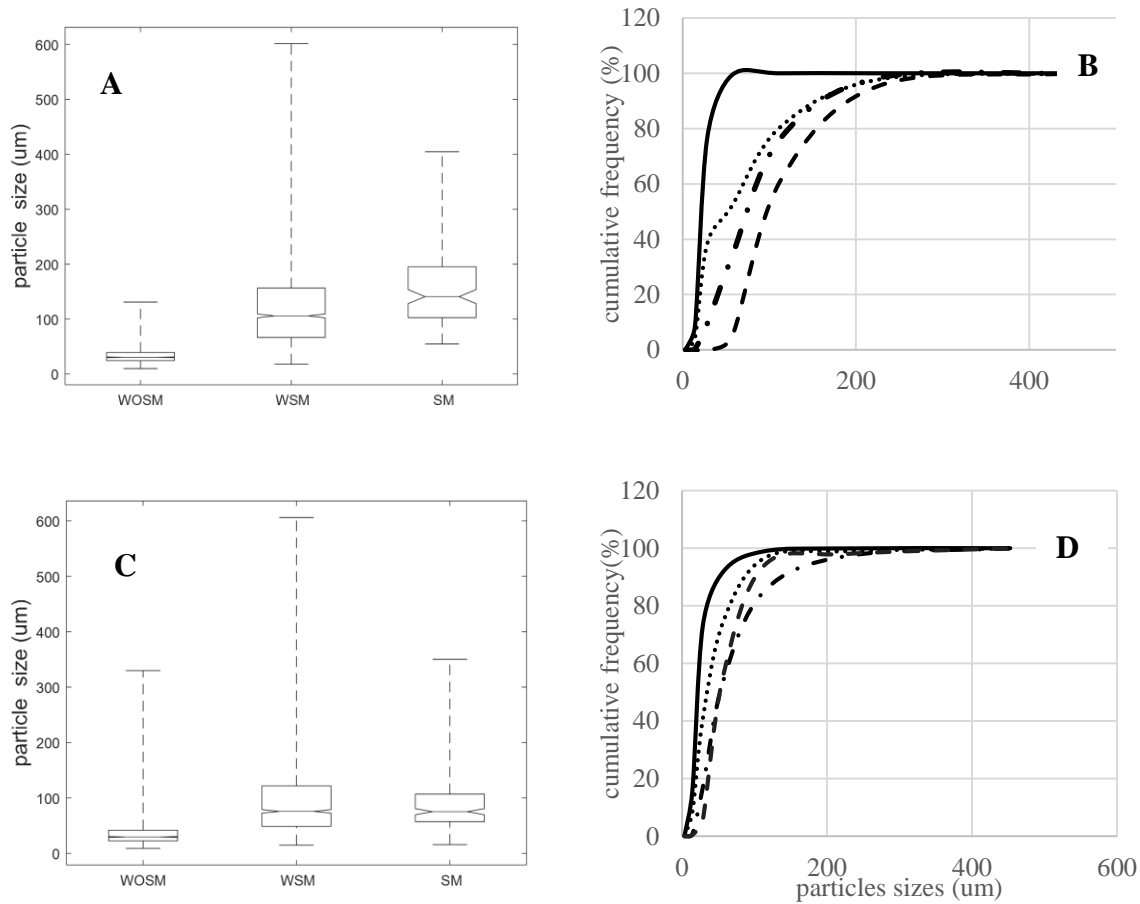 A
particle size (um)
600
500
400
300
200
100
0
WOSM WSM SM
B
cumulative frequency (%)
120
100
80
60
40
20
0
0 200 400
C
particle size (um)
600
500
400
300
200
100
0
WOSM WSM SM
D
cumulative frequency(%)
120
100
80
60
40
20
0
0 200 400 600
particles sizes (um)